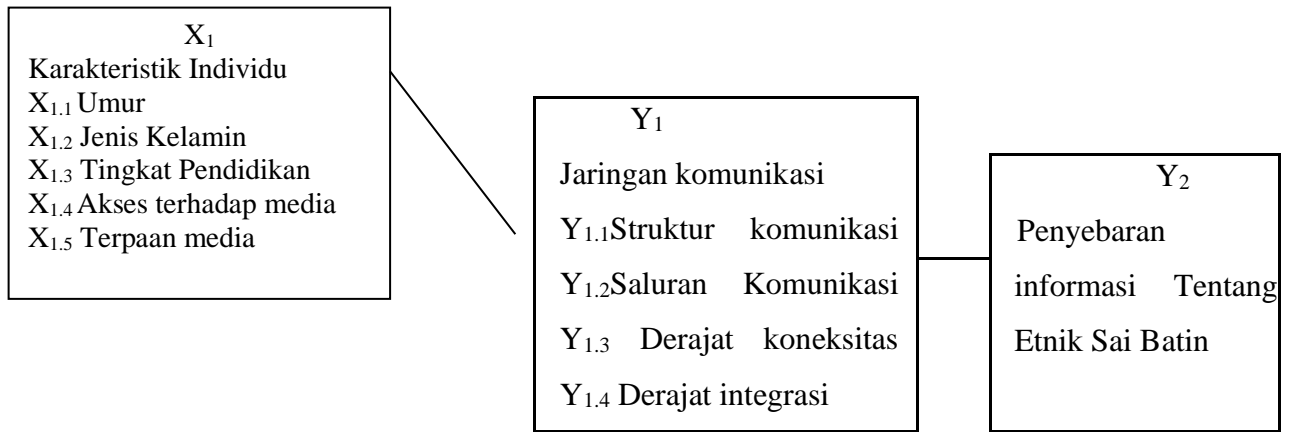 X₁
Karakteristik Individu
X₁.₁ Umur
X₁.₂ Jenis Kelamin
X₁.₃ Tingkat Pendidikan
X₁.₄ Akses terhadap media
X₁.₅ Terpaan media
Y₁
Jaringan komunikasi
Y₁.₁Struktur komunikasi
Y₁.₂Saluran Komunikasi
Y₁.₃ Derajat koneksitas
Y₁.₄ Derajat integrasi
Y₂
Penyebaran
informasi Tentang
Etnik Sai Batin